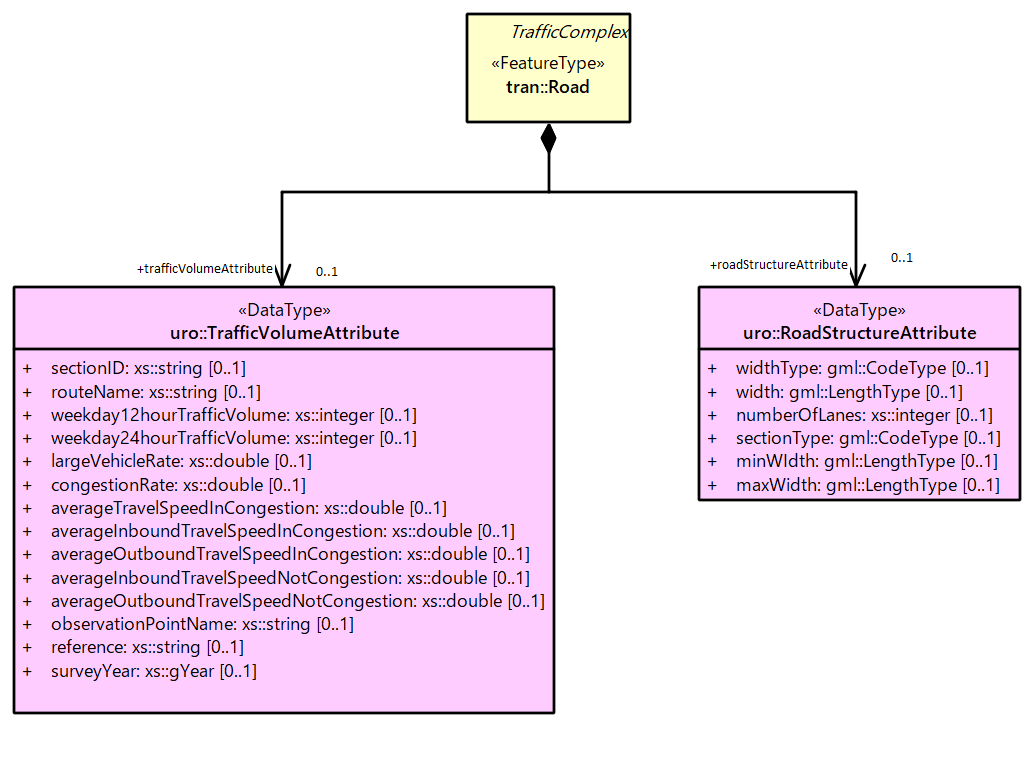 TrafficComplex
«FeatureType»
tran::Road
+trafficVolumeAttribute
0..1
+roadStructureAttribute
0..1
«DataType»
uro::TrafficVolumeAttribute
+ sectionID: xs::string [0..1]
+ routeName: xs::string [0..1]
+ weekday12hourTrafficVolume: xs::integer [0..1]
+ weekday24hourTrafficVolume: xs::integer [0..1]
+ largeVehicleRate: xs::double [0..1]
+ congestionRate: xs::double [0..1]
+ averageTravelSpeedInCongestion: xs::double [0..1]
+ averageInboundTravelSpeedInCongestion: xs::double [0..1]
+ averageOutboundTravelSpeedInCongestion: xs::double [0..1]
+ averageInboundTravelSpeedNotCongestion: xs::double [0..1]
+ averageOutboundTravelSpeedNotCongestion: xs::double [0..1]
+ observationPointName: xs::string [0..1]
+ reference: xs::string [0..1]
+ surveyYear: xs::gYear [0..1]
«DataType»
uro::RoadStructureAttribute
+ widthType: gml::CodeType [0..1]
+ width: gml::LengthType [0..1]
+ numberOfLanes: xs::integer [0..1]
+ sectionType: gml::CodeType [0..1]
+ minWIdth: gml::LengthType [0..1]
+ maxWidth: gml::LengthType [0..1]